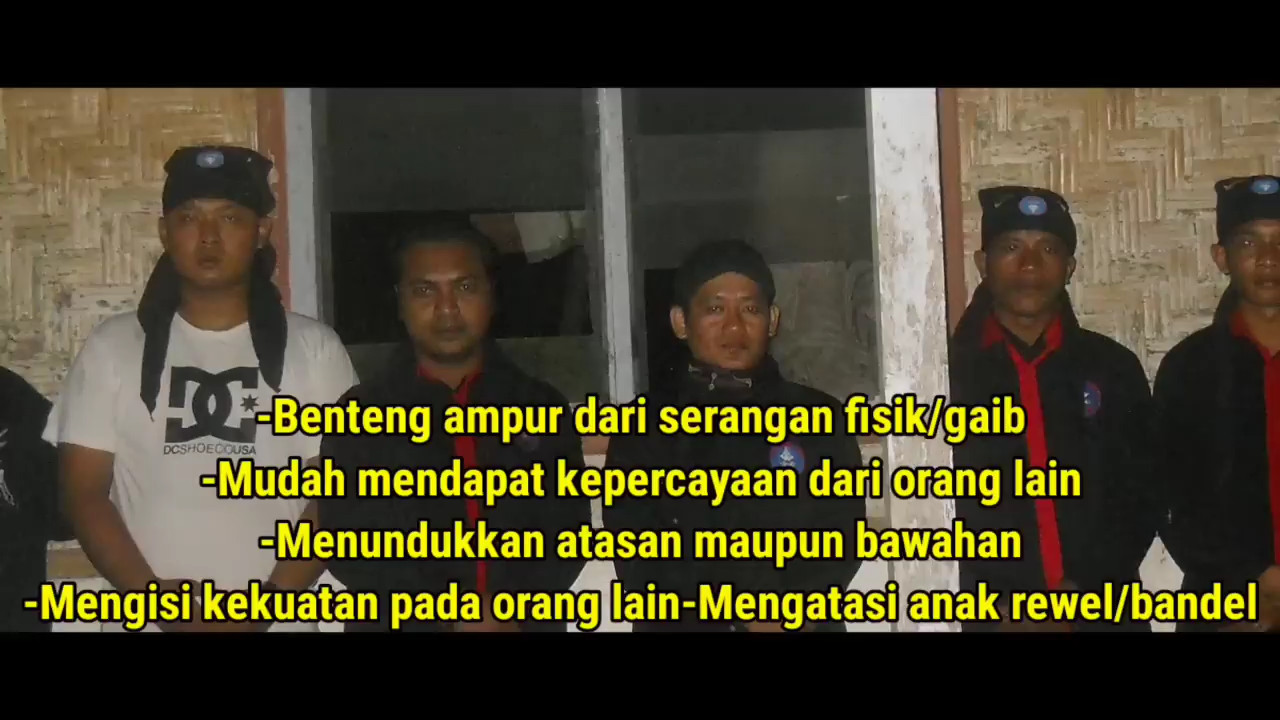 DCSHOECOUSA
-Benteng ampur dari serangan fisik/gaib
-Mudah mendapat kepercayaan dari orang lain
-Menundukkan atasan maupun bawahan
-Mengisi kekuatan pada orang lain-Mengatasi anak rewel/bandel